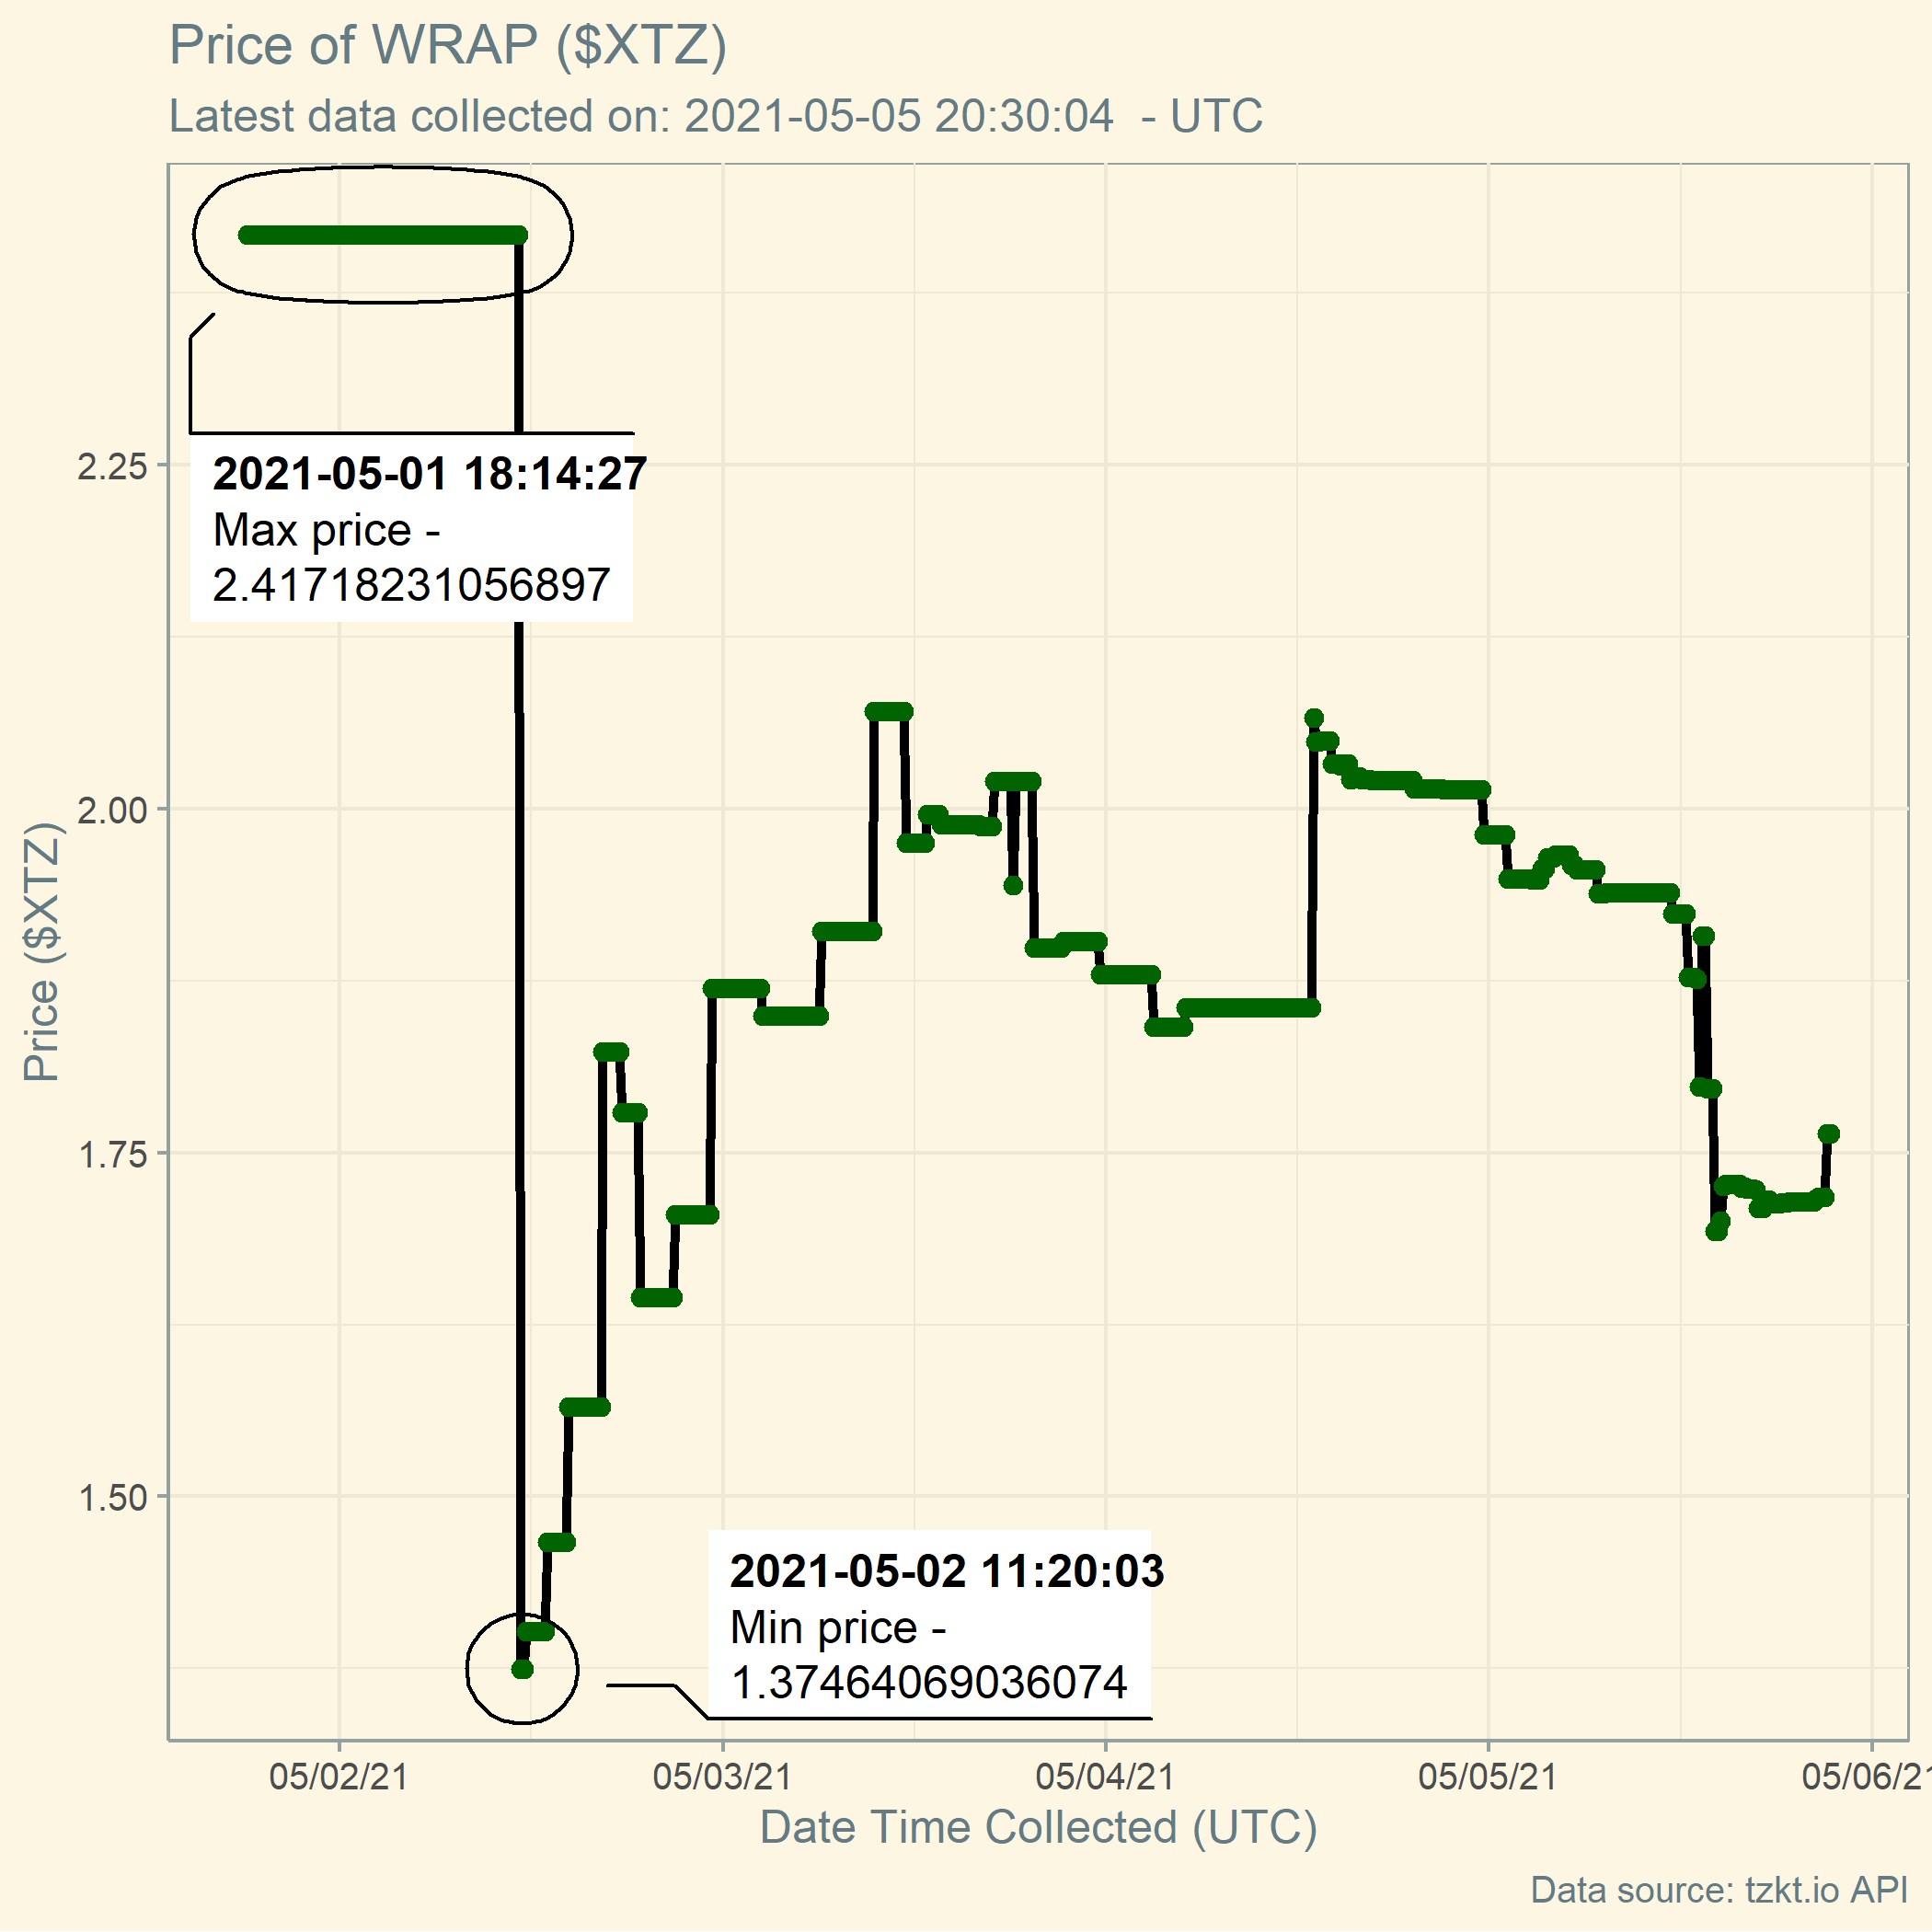 Price of WRAP ($XTZ)
Latest data collected on: 2021-05-05 20:30:04  - UTC
2021-05-01 18:14:27
Max price -
2.41718231056897
2.25
2.00
1.75
1.50
Price ($XTZ)
2021-05-02 11:20:03
Min price -
1.37464069036074
05/02/21
05/03/21
05/04/21
05/05/21
05/06/21
Date Time Collected (UTC)
Data source: tzkt.io API